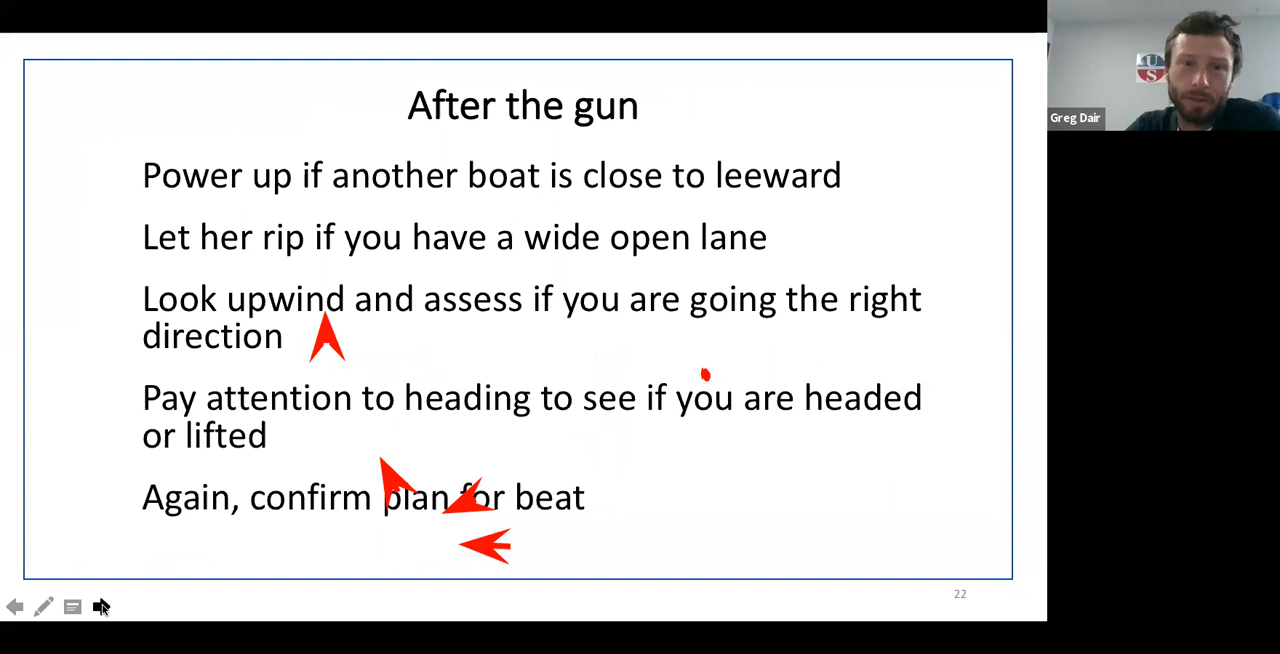 After the gun
Power up if another boat is close to leeward
Let her rip if you have a wide open lane
Look upwind and assess if you are going the right
direction
Pay attention to heading to see if you are headed
or lifted
Again, confirm plan for beat
22
U
S
Greg Dair